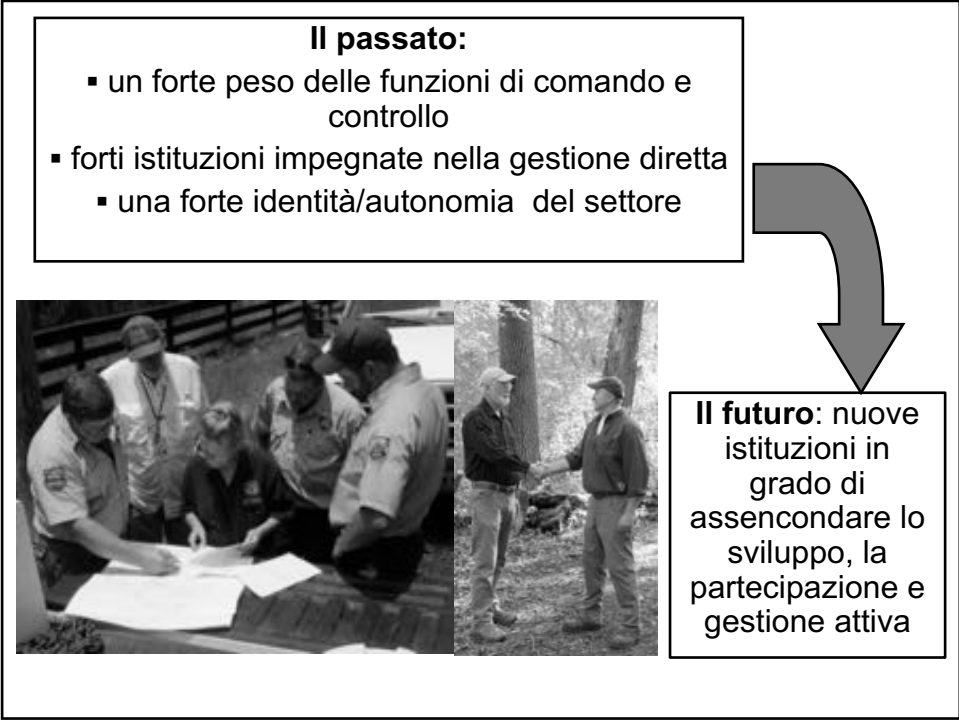 Il passato:
▪ un forte peso delle funzioni di comando e
controllo
▪ forti istituzioni impegnate nella gestione diretta
▪ una forte identità/autonomia  del settore
Il futuro: nuove
istituzioni in
grado di
assencondare lo
sviluppo, la
partecipazione e
gestione attiva